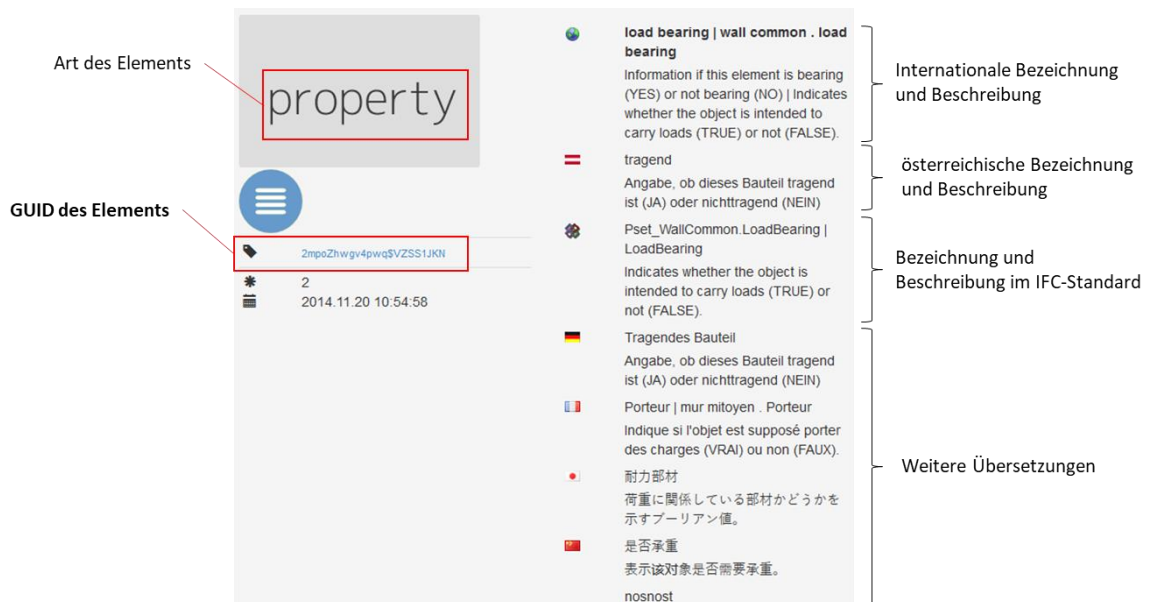 Art des Elements
property
GUID des Elements
2mpoZhwgv4pwq$VZSS1JKN
2
2014.11.20 10:54:58
load bearing | wall common . load
bearing
Information if this element is bearing
(YES) or not bearing (NO) | Indicates
whether the object is intended to
carry loads (TRUE) or not (FALSE).
tragend
Angabe, ob dieses Bauteil tragend
ist (JA) oder nichttragend (NEIN)
Pset_WallCommon.LoadBearing |
LoadBearing
Indicates whether the object is
intended to carry loads (TRUE) or
not (FALSE).
Tragendes Bauteil
Angabe, ob dieses Bauteil tragend
ist (JA) oder nichttragend (NEIN)
Porteur | mur mitoyen . Porteur
Indique si l'objet est supposé porter
des charges (VRAI) ou non (FAUX).
耐力部材
荷重に関係している部材かどうかを
示すブーリアン値。
是否承重
表示该对象是否需要承重。
nosnost
Internationale Bezeichnung
und Beschreibung
österreichische Bezeichnung
und Beschreibung
Bezeichnung und
Beschreibung im IFC-Standard
Weitere Übersetzungen